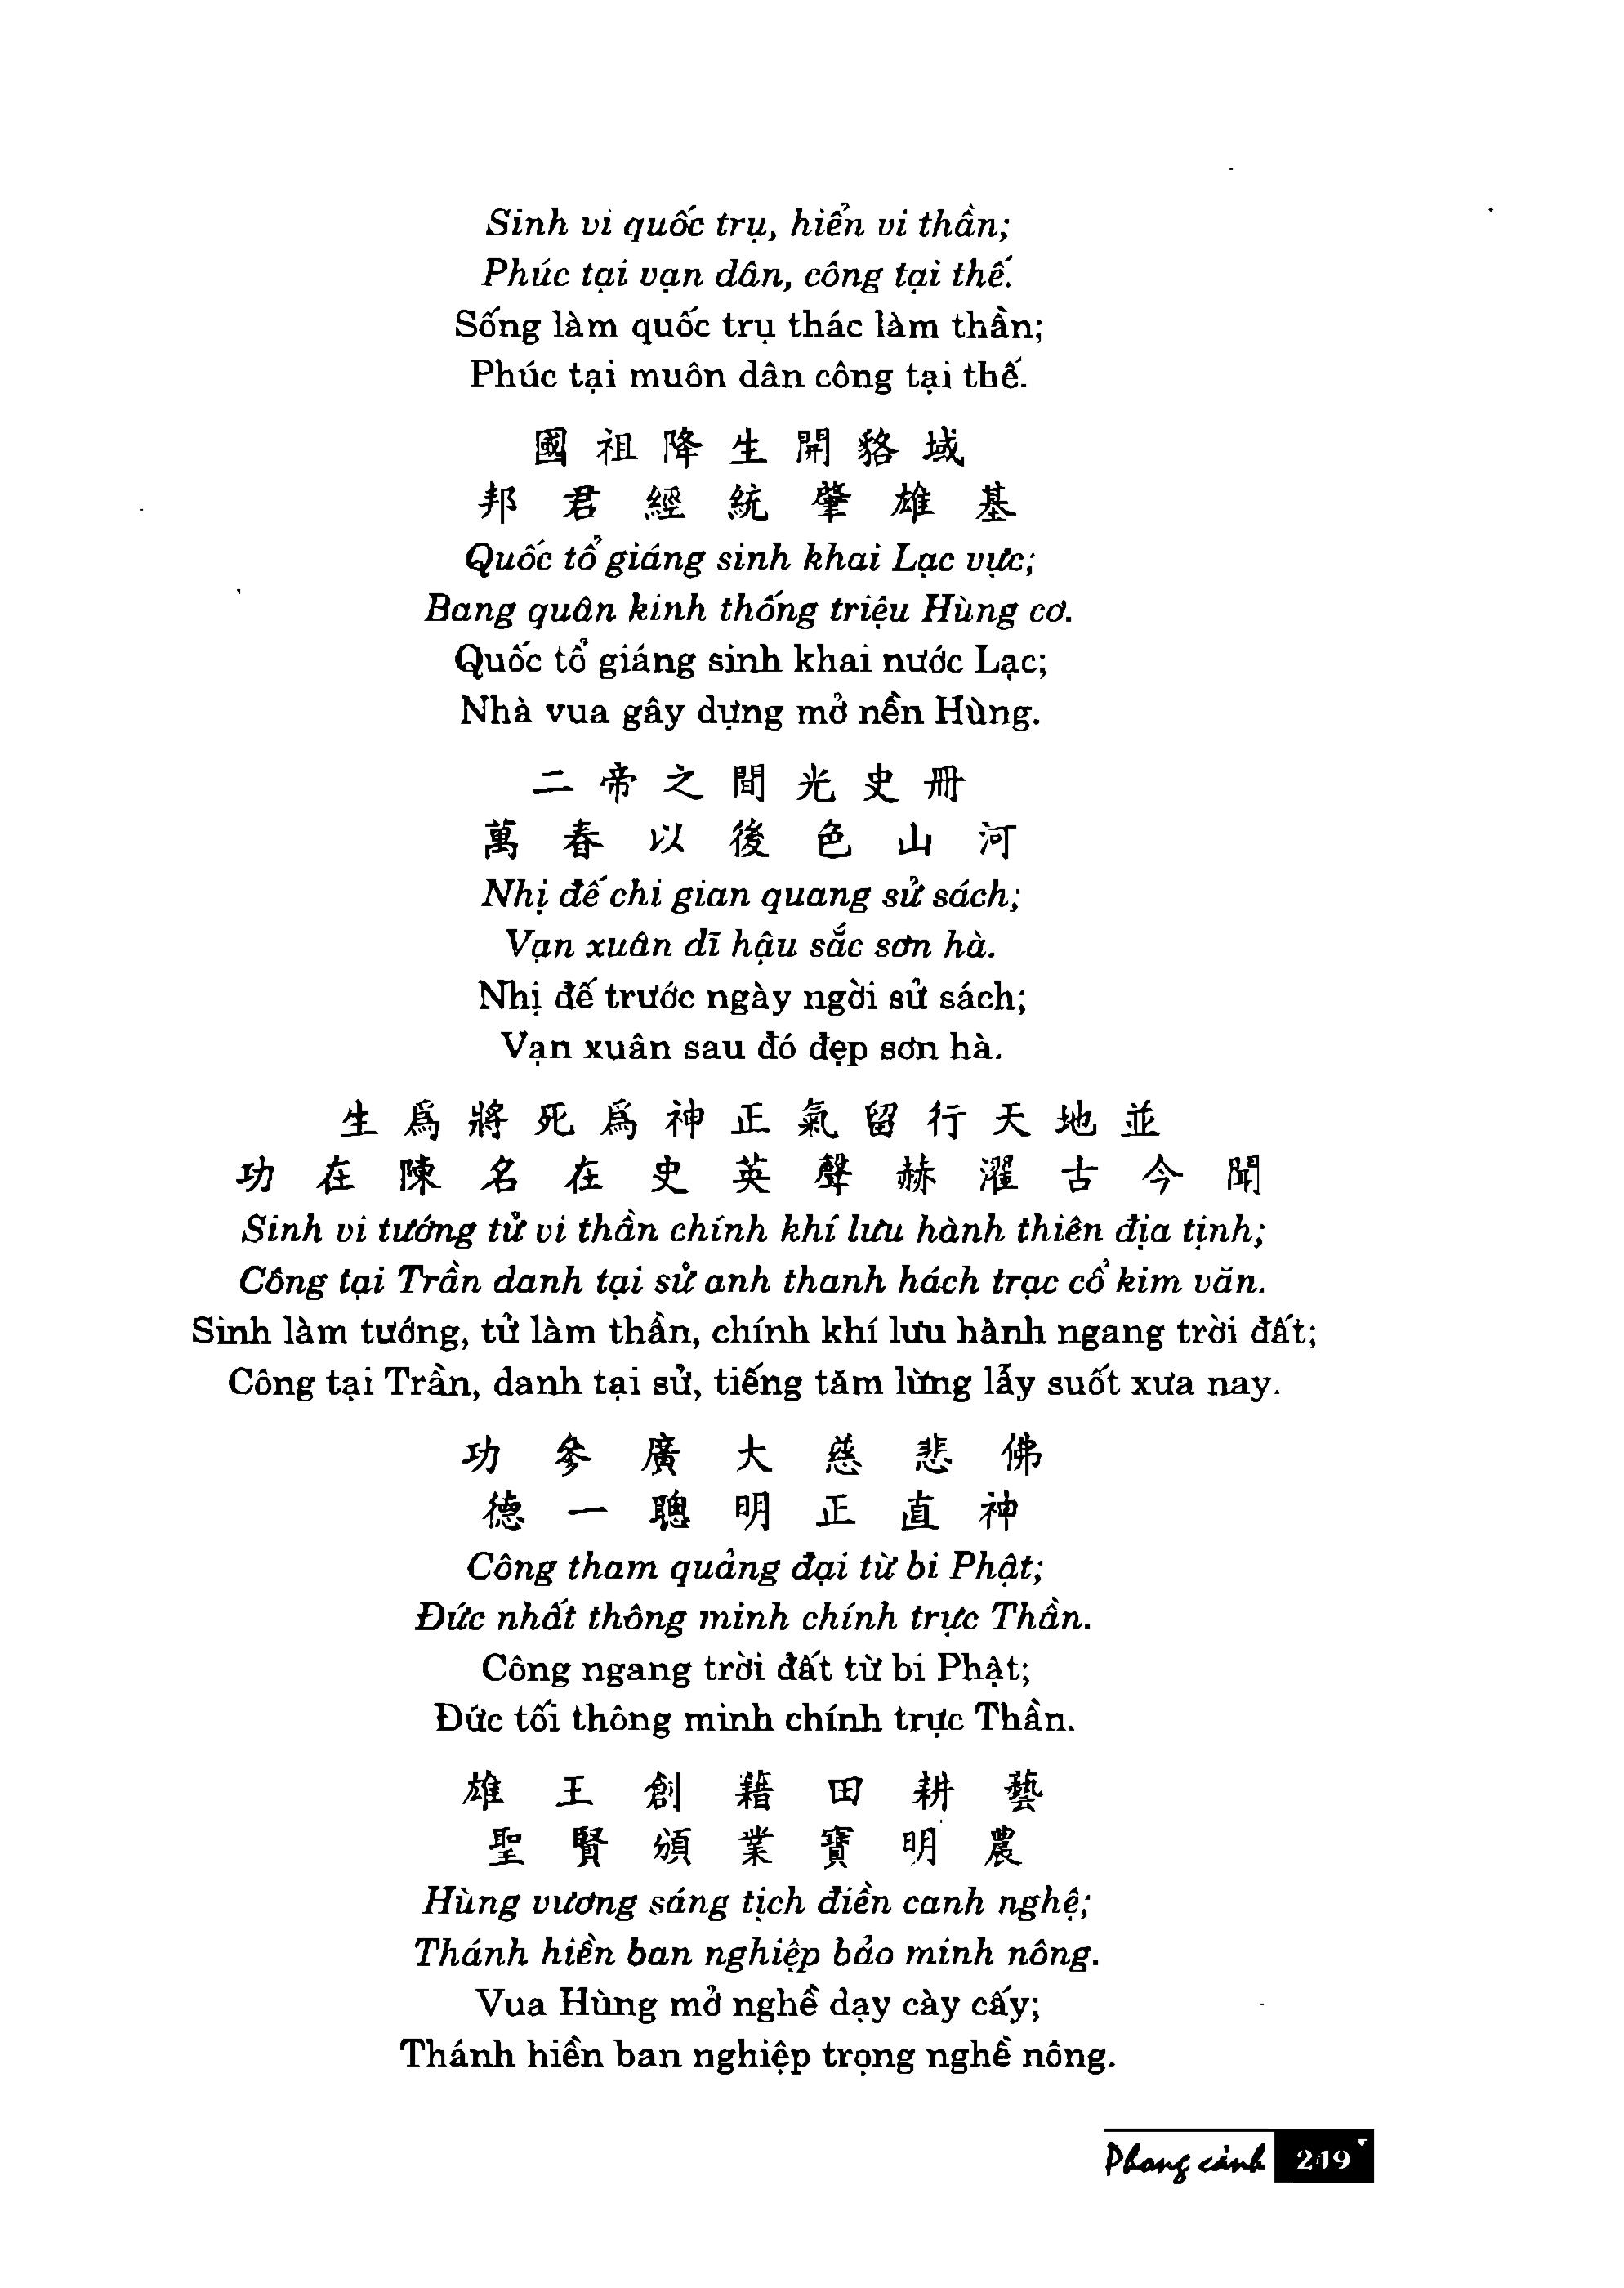 Sinh vi quốc trụ, hiển vi thần;
Phúc tại vạn dân, công tại thế.
Sống làm quốc trụ thác làm thần;
Phúc tại muôn dân công tại thế.
國祖降生開貉域
邦君經統肇雄基
Quốc tổ giáng sinh khai Lạc vực;
Bang quân kinh thống triệu Hùng cơ.
Quốc tổ giáng sinh khai nước Lạc;
Nhà vua gây dựng mở nền Hùng.
二帝之間光史冊
萬春以後色山河
Nhị đế chi gian quang sử sách;
Vạn xuân dĩ hậu sắc sơn hà.
Nhị đế trước ngày ngời sử sách;
Vạn xuân sau đó đẹp sơn hà.
生爲將死爲神正氣留行天地並
功在陳名在史英聲赫濯古今聞
Sinh vi tướng tử vi thần chính khí lưu hành thiên địa tịnh;
Công tại Trần danh tại sử anh thanh hách trạc cổ kim văn.
Sinh làm tướng, tử làm thần, chính khí lưu hành ngang trời đất;
Công tại Trần, danh tại sử, tiếng tăm lừng lẫy suốt xưa nay.
功參廣大慈悲佛
德一聰明正直神
Công tham quảng đại từ bi Phật;
Đức nhất thông minh chính trực Thần.
Công ngang trời đất từ bi Phật;
Đức tối thông minh chính trực Thần.
雄王創籍田耕藝
聖賢頒業寶明農
Hùng vương sáng tịch điền canh nghệ;
Thánh hiền ban nghiệp bảo minh nông.
Vua Hùng mở nghề dạy cày cấy;
Thánh hiền ban nghiệp trọng nghề nông.
Phong cảnh 249